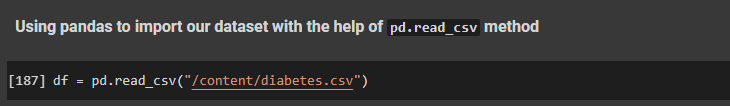 Using pandas to import our dataset with the help of pd.read_csv method
[187] df = pd.read_csv("/content/diabetes.csv")